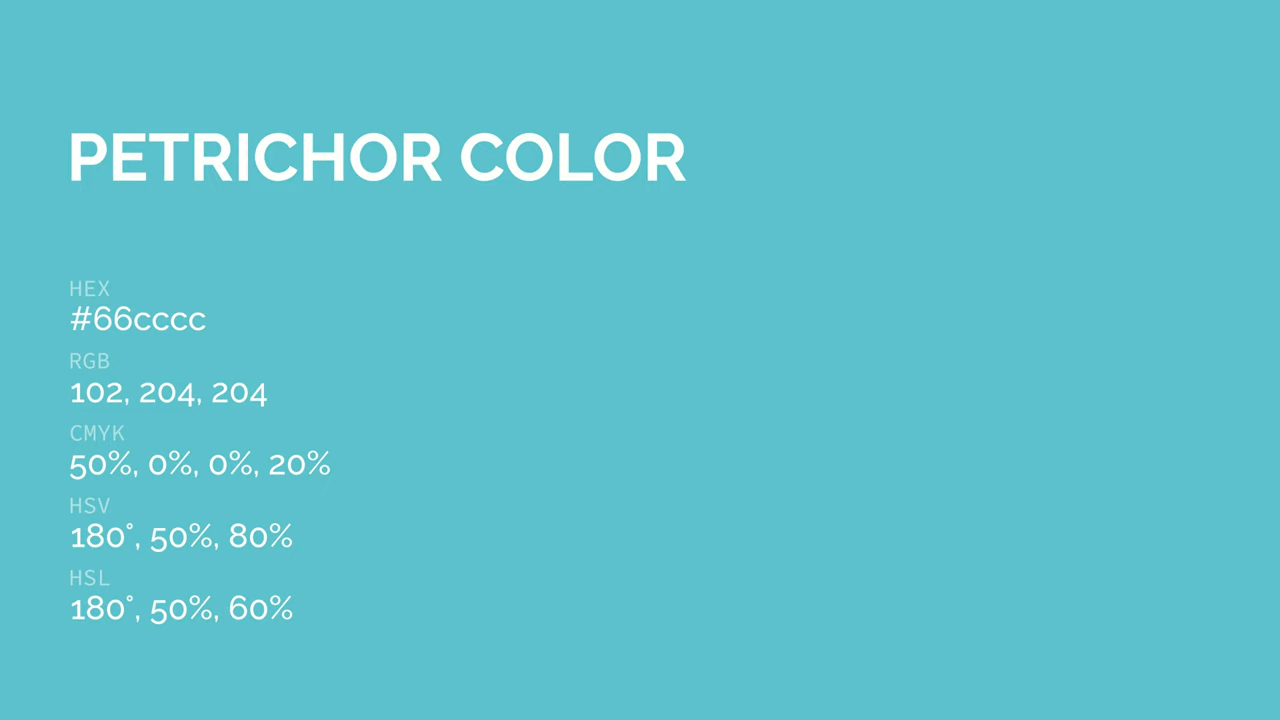 PETRICHOR COLOR
HEX
#66cccc
RGB
102, 204, 204
CMYK
50%, 0%, 0%, 20%
HSV
180°, 50%, 80%
HSL
180°, 50%, 60%